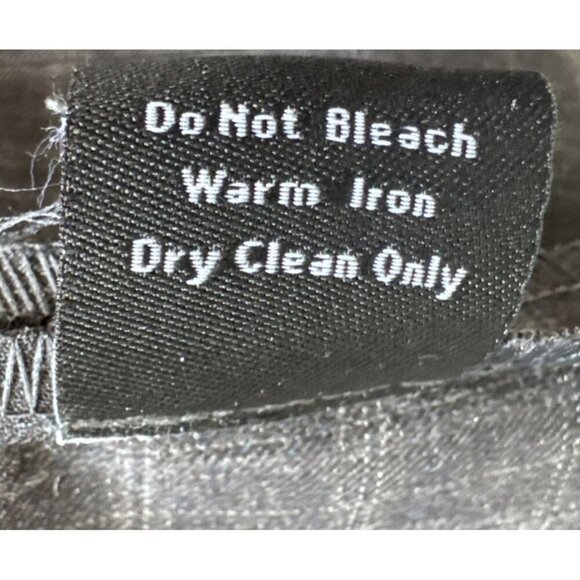 Do Not Bleach
Warm Iron
Dry Clean Only